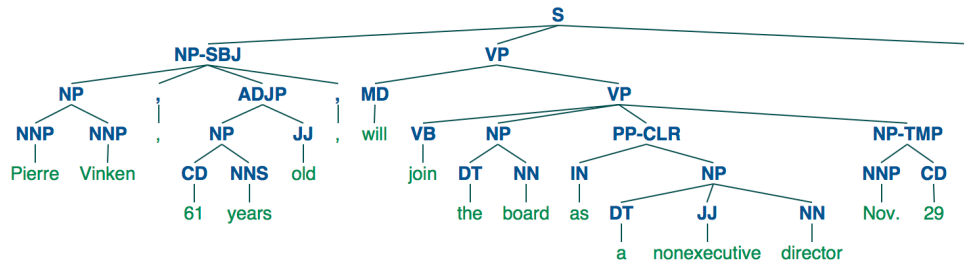 S
NP-SBJ VP
NP , ADJP , MD VP
NNP NNP , NP JJ , will VB NP PP-CLR NP-TMP
Pierre Vinken CD NNS old join DT NN IN NP NNP CD
61 years the board as DT JJ NN Nov. 29
a nonexecutive director